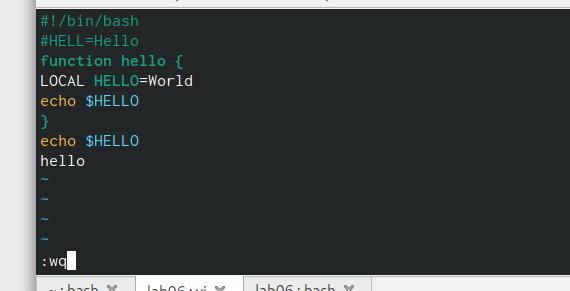 #!/bin/bash
#HELL=Hello
function hello {
LOCAL HELLO=World
echo $HELLO
}
echo $HELLO
hello
~
~
~
~
:wq
~ : bash lab06 : vi lab06 : bash